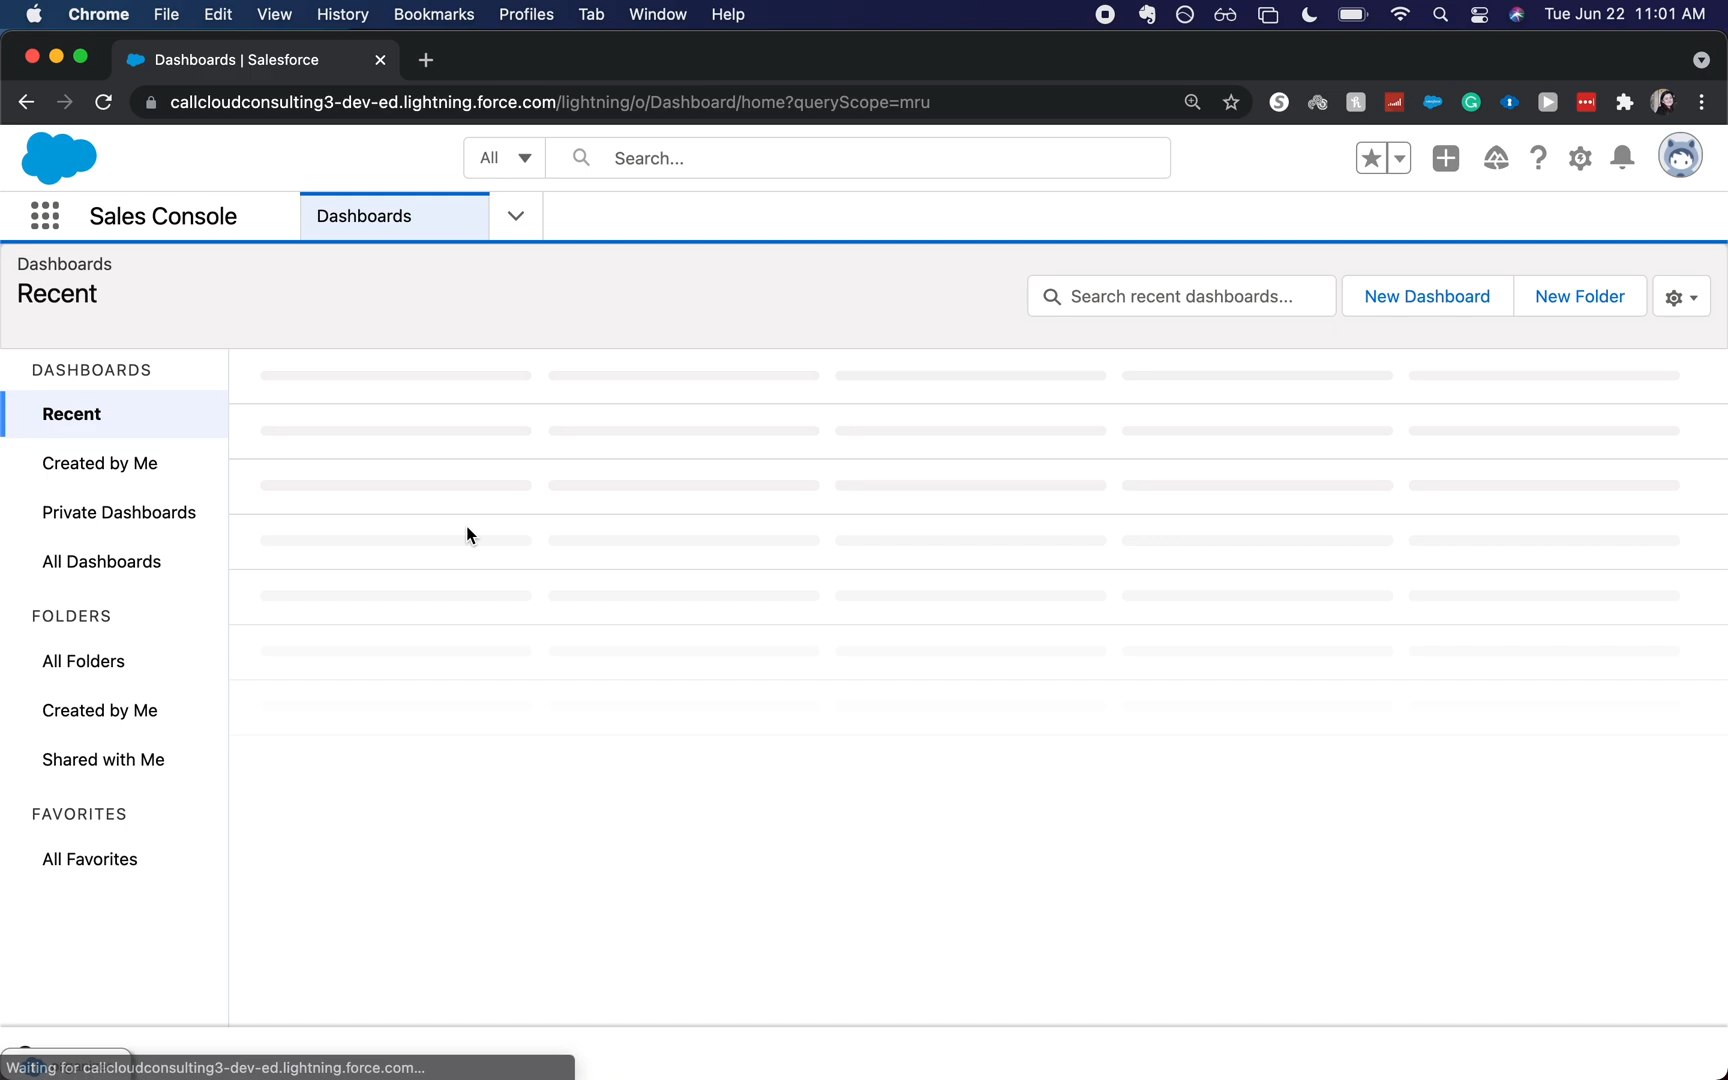 Chrome File Edit View History Bookmarks Profiles Tab Window Help Tue Jun 22 11:01 AM
Dashboards | Salesforce
callcloudconsulting3-dev-ed.lightning.force.com/lightning/o/Dashboard/home?queryScope=mru
All Search...
Sales Console Dashboards
Dashboards
Recent
Search recent dashboards... New Dashboard New Folder
DASHBOARDS
Recent
Created by Me
Private Dashboards
All Dashboards
FOLDERS
All Folders
Created by Me
Shared with Me
FAVORITES
All Favorites
Waiting for callcloudconsulting3-dev-ed.lightning.force.com...